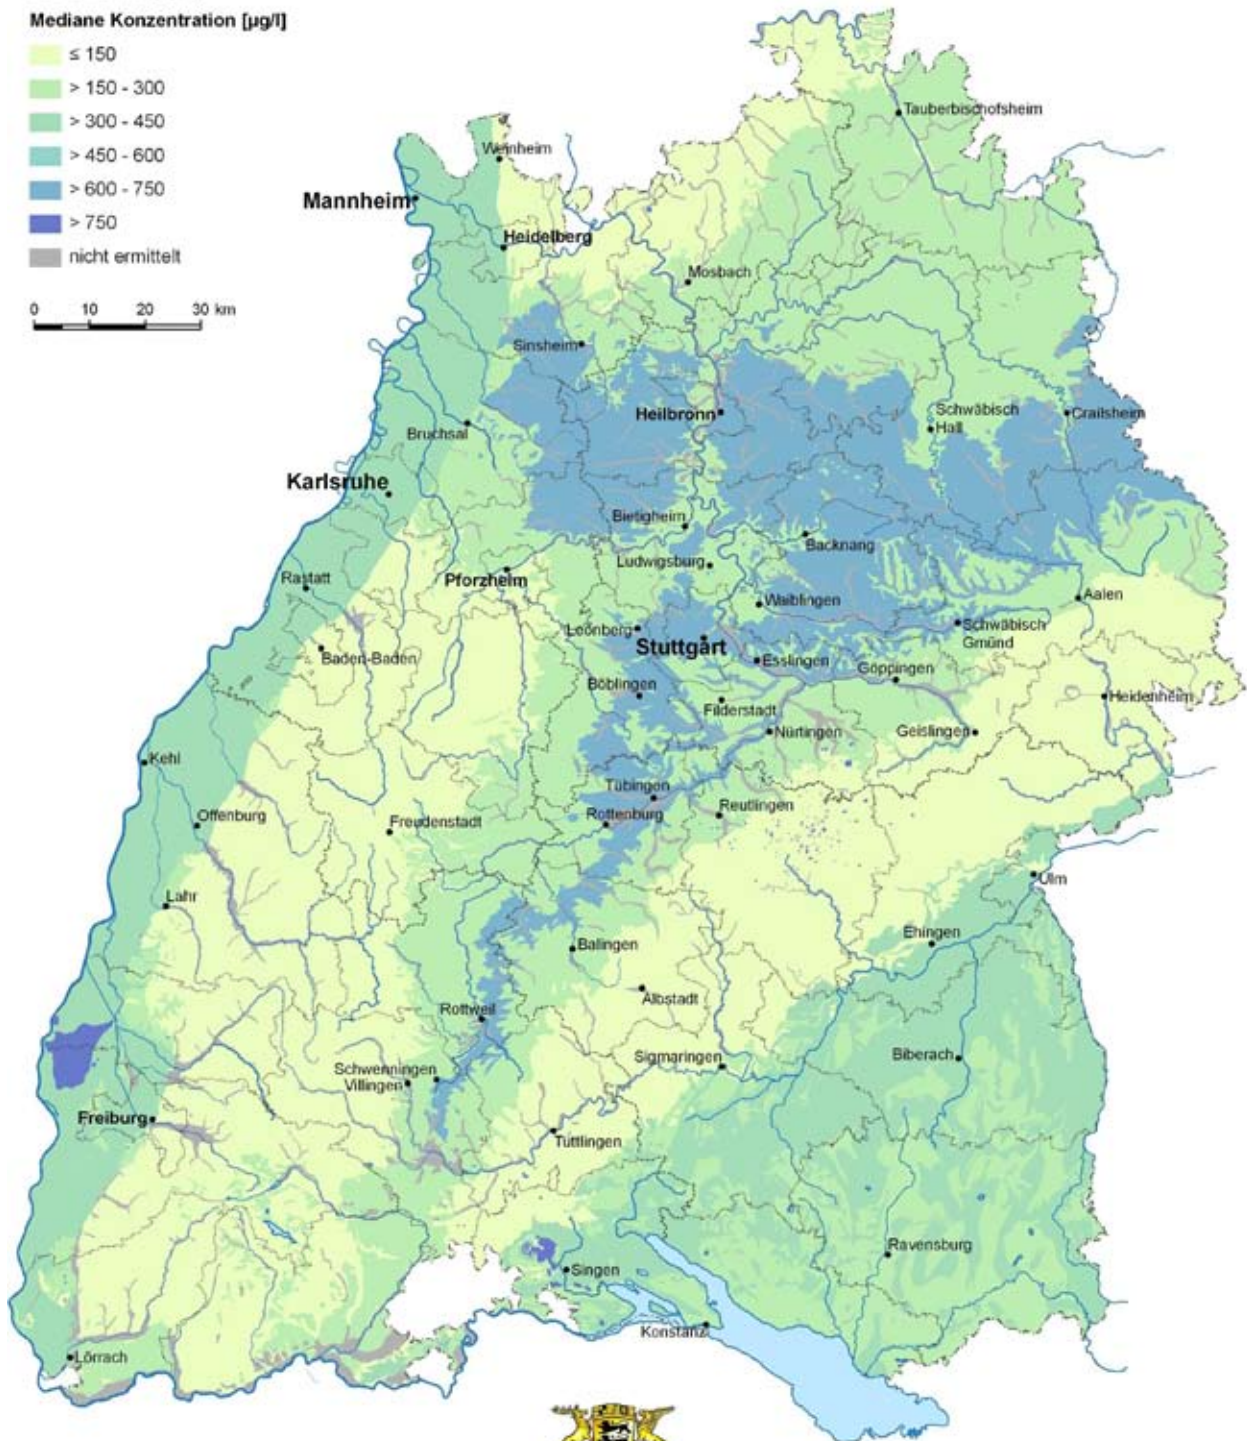 Mediane Konzentration [µg/l]
≤ 150
> 150 - 300
> 300 - 450
> 450 - 600
> 600 - 750
> 750
nicht ermittelt
0 10 20 30 km
Tauberbischofsheim
Weinheim
Mannheim
Heidelberg
Mosbach
Sinsheim
Heilbronn
Schwäbisch
Hall
Crailsheim
Bruchsal
Karlsruhe
Bietigheim
Backnang
Ludwigsburg
Pforzheim
Rastatt
Waiblingen
Aalen
Leonberg
Schwäbisch
Gmünd
Stuttgart
Baden-Baden
Esslingen
Göppingen
Böblingen
Heidenheim
Filderstadt
Nürtingen
Geislingen
Kehl
Tübingen
Reutlingen
Offenburg
Freudenstadt
Rottenburg
Ulm
Lahr
Ehingen
Balingen
Albstadt
Rottweil
Sigmaringen
Biberach
Schwenningen
Villingen
Freiburg
Tuttlingen
Ravensburg
Singen
Konstanz
Lörrach